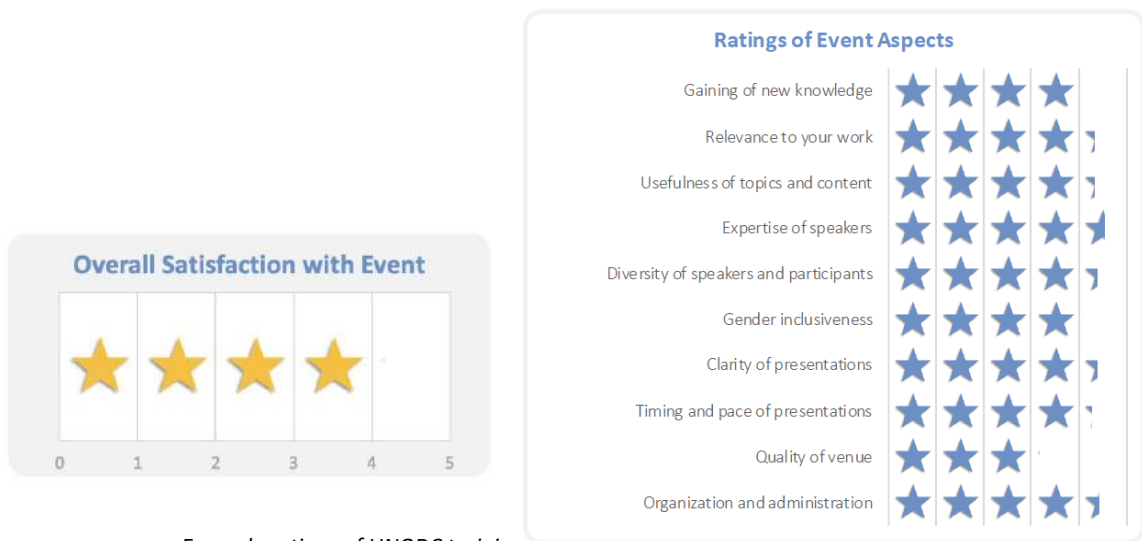 Overall Satisfaction with Event
0 1 2 3 4 5
Ratings of Event Aspects
Gaining of new knowledge
Relevance to your work
Usefulness of topics and content
Expertise of speakers
Diversity of speakers and participants
Gender inclusiveness
Clarity of presentations
Timing and pace of presentations
Quality of venue
Organization and administration